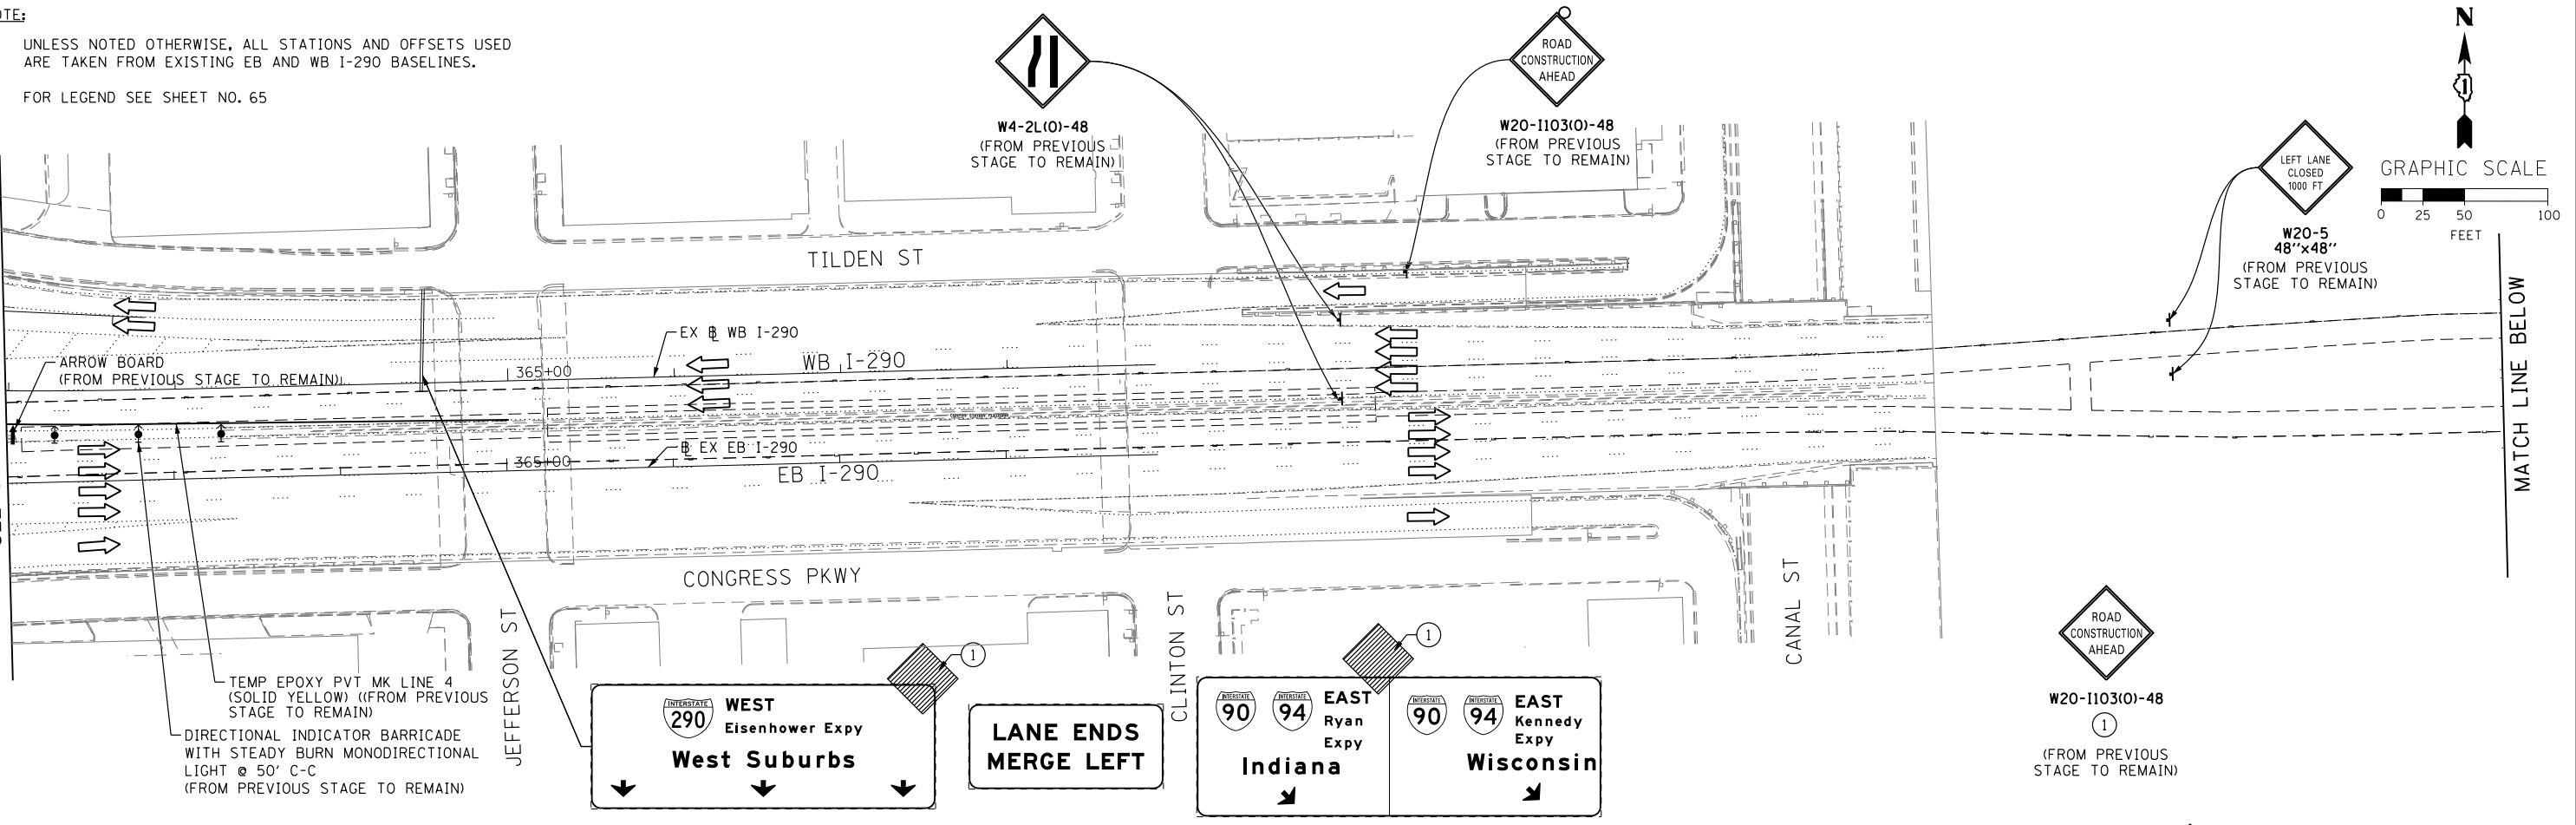 OTE:
UNLESS NOTED OTHERWISE, ALL STATIONS AND OFFSETS USED
ARE TAKEN FROM EXISTING EB AND WB I-290 BASELINES.
FOR LEGEND SEE SHEET NO. 65
W4-2L(O)-48
(FROM PREVIOUS
STAGE TO REMAIN)
ROAD
CONSTRUCTION
AHEAD
W20-I103(O)-48
(FROM PREVIOUS
STAGE TO REMAIN)
LEFT LANE
CLOSED
1000 FT
W20-5
48"x48"
(FROM PREVIOUS
STAGE TO REMAIN)
N
1
GRAPHIC SCALE
0 25 50 100
FEET
MATCH LINE BELOW
TILDEN ST
EX BL WB I-290
WB I-290
365+00
ARROW BOARD
(FROM PREVIOUS STAGE TO REMAIN)
BL EX EB I-290
365+00
EB I-290
CONGRESS PKWY
JEFFERSON ST
CLINTON ST
CANAL ST
TEMP EPOXY PVT MK LINE 4
(SOLID YELLOW) ((FROM PREVIOUS
STAGE TO REMAIN)
DIRECTIONAL INDICATOR BARRICADE
WITH STEADY BURN MONODIRECTIONAL
LIGHT @ 50' C-C
(FROM PREVIOUS STAGE TO REMAIN)
1
INTERSTATE
290
WEST
Eisenhower Expy
West Suburbs
LANE ENDS
MERGE LEFT
1
INTERSTATE
90
INTERSTATE
94
EAST
Ryan
Expy
Indiana
INTERSTATE
90
INTERSTATE
94
EAST
Kennedy
Expy
Wisconsin
ROAD
CONSTRUCTION
AHEAD
W20-I103(O)-48
1
(FROM PREVIOUS
STAGE TO REMAIN)